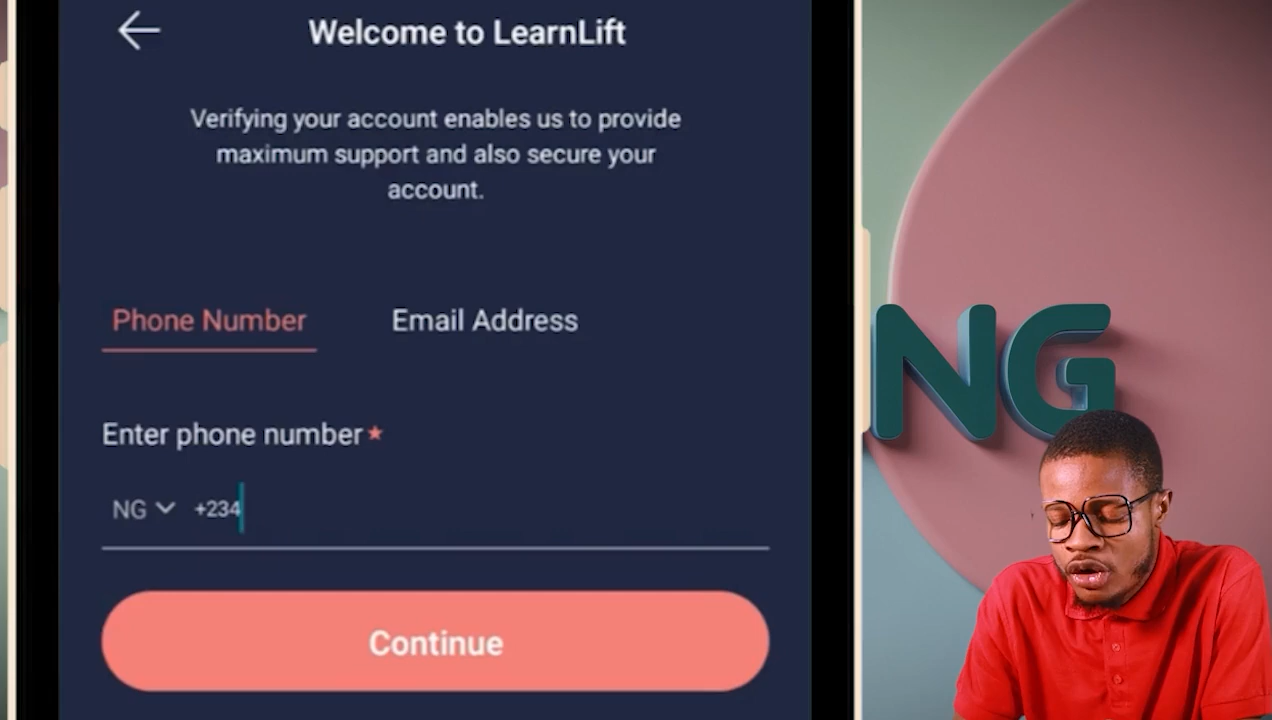 Welcome to LearnLift
Verifying your account enables us to provide
maximum support and also secure your
account.
Phone Number
Email Address
Enter phone number*
NG +234
Continue
NG